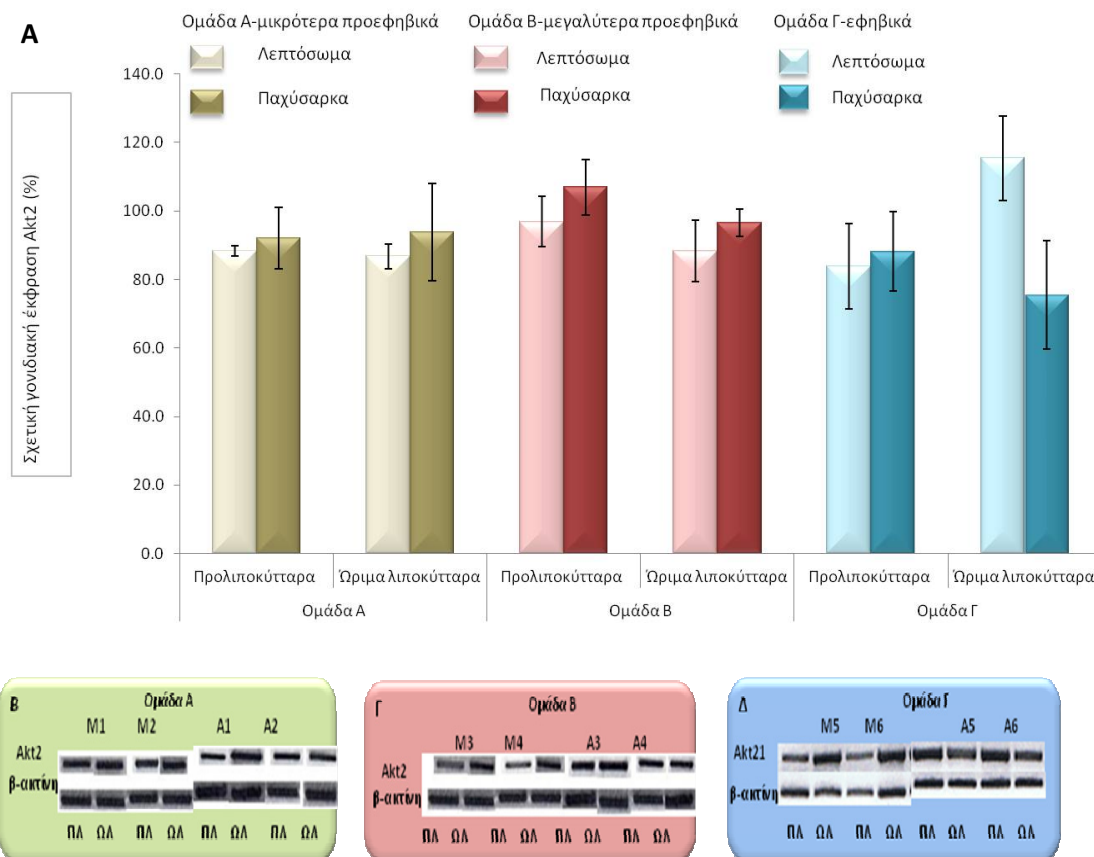 A
Ομάδα Α-μικρότερα προεφηβικά
Ομάδα Β-μεγαλύτερα προεφηβικά
Ομάδα Γ-εφηβικά
Λεπτόσωμα
Λεπτόσωμα
Λεπτόσωμα
Παχύσαρκα
Παχύσαρκα
Παχύσαρκα
Σχετική γονιδιακή έκφραση Akt2 (%)
140.0
120.0
100.0
80.0
60.0
40.0
20.0
0.0
Προλιποκύτταρα
Ώριμα λιποκύτταρα
Προλιποκύτταρα
Ώριμα λιποκύτταρα
Προλιποκύτταρα
Ώριμα λιποκύτταρα
Ομάδα Α
Ομάδα Β
Ομάδα Γ
Β
Ομάδα Α
Μ1 Μ2 Α1 Α2
Akt2
β-ακτίνη
ΠΛ ΩΛ ΠΛ ΩΛ ΠΛ ΩΛ ΠΛ ΩΛ
Γ
Ομάδα Β
Μ3 Μ4 Α3 Α4
Akt2
β-ακτίνη
ΠΛ ΩΛ ΠΛ ΩΛ ΠΛ ΩΛ ΠΛ ΩΛ
Δ
Ομάδα Γ
Μ5 Μ6 Α5 Α6
Akt21
β-ακτίνη
ΠΛ ΩΛ ΠΛ ΩΛ ΠΛ ΩΛ ΠΛ ΩΛ